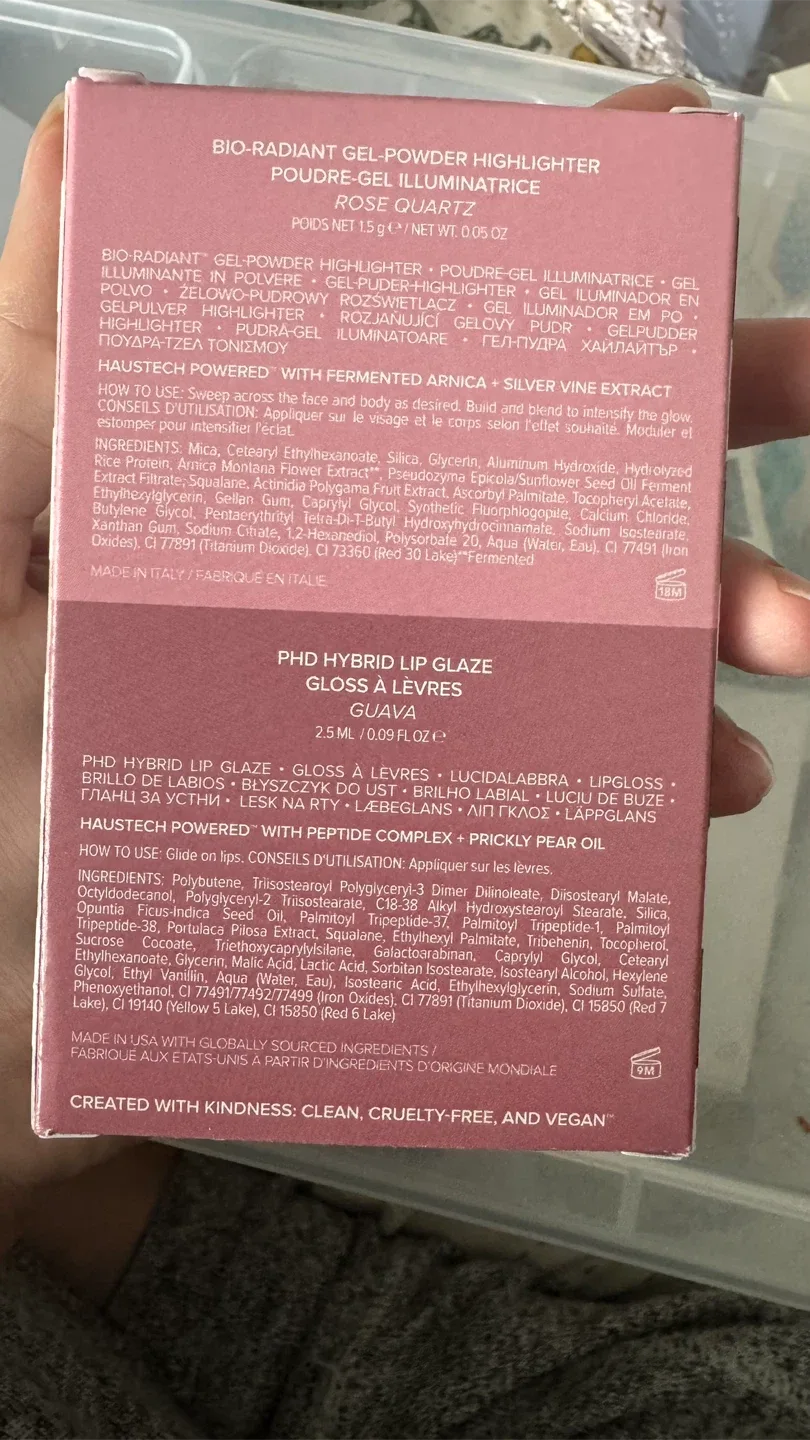 BIO-RADIANT GEL-POWDER HIGHLIGHTER
POUDRE-GEL ILLUMINATRICE
ROSE QUARTZ
POIDS NET 1.5 g ℮ / NET WT. 0.05 OZ
BIO-RADIANT™ GEL-POWDER HIGHLIGHTER • POUDRE-GEL ILLUMINATRICE • GEL
ILLUMINANTE IN POLVERE • GEL-PUDER-HIGHLIGHTER • GEL ILUMINADOR EN
POLVO • ŻELOWO-PUDROWY ROZŚWIETLACZ • GEL ILUMINADOR EM PO •
GELPULVER HIGHLIGHTER • ROZJANUJÍCÍ GELOVÝ PUDR • GELPUDDER
HIGHLIGHTER • PUDRA-GEL ILUMINATOARE • ГЕЛ-ПУДРА ХАЙЛАЙТЪР •
ΠΟΥΔΡΑ-ΤΖΕΛ ΤΟΝΙΣΜΟΥ
HAUSTECH POWERED™ WITH FERMENTED ARNICA + SILVER VINE EXTRACT
HOW TO USE: Sweep across the face and body as desired. Build and blend to intensify the glow.
CONSEILS D'UTILISATION: Appliquer sur le visage et le corps selon l'effet souhaité. Moduler et
estomper pour intensifier l'éclat.
INGREDIENTS: Mica, Cetearyl Ethylhexanoate, Silica, Glycerin, Aluminum Hydroxide, Hydrolyzed
Rice Protein, Arnica Montana Flower Extract**, Pseudozyma Epicola/Sunflower Seed Oil Ferment
Extract Filtrate, Squalane, Actinidia Polygama Fruit Extract, Ascorbyl Palmitate, Tocopheryl Acetate,
Ethylhexylglycerin, Gellan Gum, Caprylyl Glycol, Synthetic Fluorphlogopite, Calcium Chloride,
Butylene Glycol, Pentaerythrityl Tetra-Di-T-Butyl Hydroxyhydrocinnamate, Sodium Isostearate,
Xanthan Gum, Sodium Citrate, 1,2-Hexanediol, Polysorbate 20, Aqua (Water, Eau), CI 77491 (Iron
Oxides), CI 77891 (Titanium Dioxide), CI 73360 (Red 30 Lake)**Fermented
MADE IN ITALY / FABRIQUÉ EN ITALIE
18M
PHD HYBRID LIP GLAZE
GLOSS À LÈVRES
GUAVA
2.5 ML / 0.09 FL OZ ℮
PHD HYBRID LIP GLAZE • GLOSS À LÈVRES • LUCIDALABBRA • LIPGLOSS •
BRILLO DE LABIOS • BŁYSZCZYK DO UST • BRILHO LABIAL • LUCIU DE BUZE •
ГЛАНЦ ЗА УСТНИ • LESK NA RTY • LÆBEGLANS • ΛΙΠ ΓΚΛΟΣ • LÄPPGLANS
HAUSTECH POWERED™ WITH PEPTIDE COMPLEX + PRICKLY PEAR OIL
HOW TO USE: Glide on lips. CONSEILS D'UTILISATION: Appliquer sur les lèvres.
INGREDIENTS: Polybutene, Triisostearoyl Polyglyceryl-3 Dimer Dilinoleate, Diisostearyl Malate,
Octyldodecanol, Polyglyceryl-2 Triisostearate, C18-38 Alkyl Hydroxystearoyl Stearate, Silica,
Opuntia Ficus-Indica Seed Oil, Palmitoyl Tripeptide-37, Palmitoyl Tripeptide-1, Palmitoyl
Tripeptide-38, Portulaca Pilosa Extract, Squalane, Ethylhexyl Palmitate, Tribehenin, Tocopherol,
Sucrose Cocoate, Triethoxycaprylylsilane, Galactoarabinan, Caprylyl Glycol, Cetearyl
Ethylhexanoate, Glycerin, Malic Acid, Lactic Acid, Sorbitan Isostearate, Isostearyl Alcohol, Hexylene
Glycol, Ethyl Vanillin, Aqua (Water, Eau), Isostearic Acid, Ethylhexylglycerin, Sodium Sulfate,
Phenoxyethanol, CI 77491/77492/77499 (Iron Oxides), CI 77891 (Titanium Dioxide), CI 15850 (Red 7
Lake), CI 19140 (Yellow 5 Lake), CI 15850 (Red 6 Lake)
MADE IN USA WITH GLOBALLY SOURCED INGREDIENTS /
FABRIQUÉ AUX ÉTATS-UNIS À PARTIR D'INGRÉDIENTS D'ORIGINE MONDIALE
9M
CREATED WITH KINDNESS: CLEAN, CRUELTY-FREE, AND VEGAN™